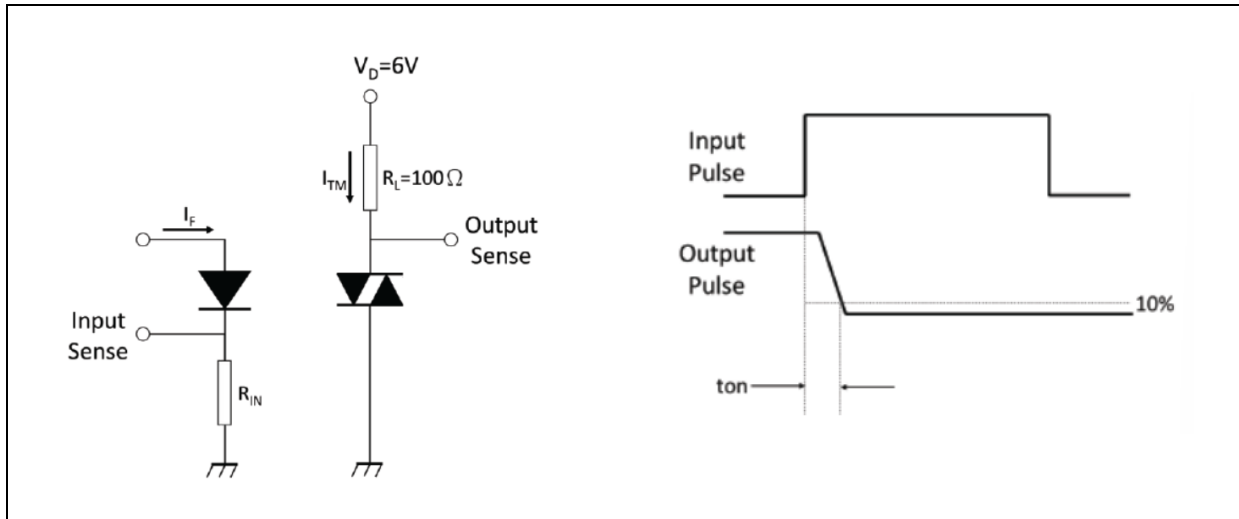 V_D=6V
I_TM
R_L=100Ω
I_F
Output
Sense
Input
Sense
R_IN
Input
Pulse
Output
Pulse
10%
ton